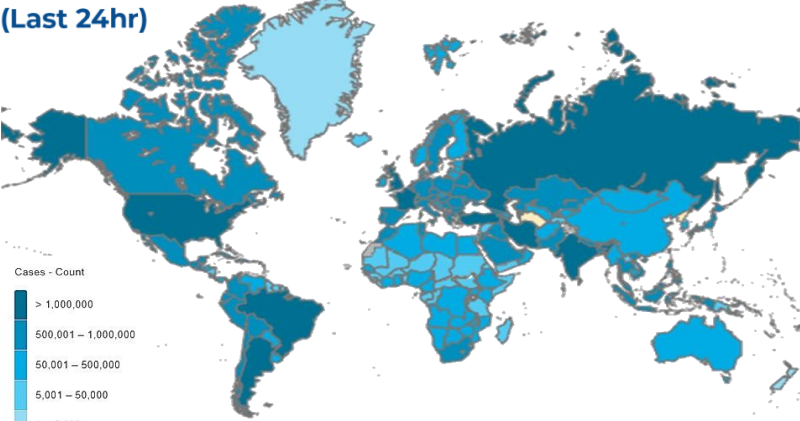 (Last 24hr)
Cases - Count
> 1,000,000
500,001 – 1,000,000
50,001 – 500,000
5,001 – 50,000